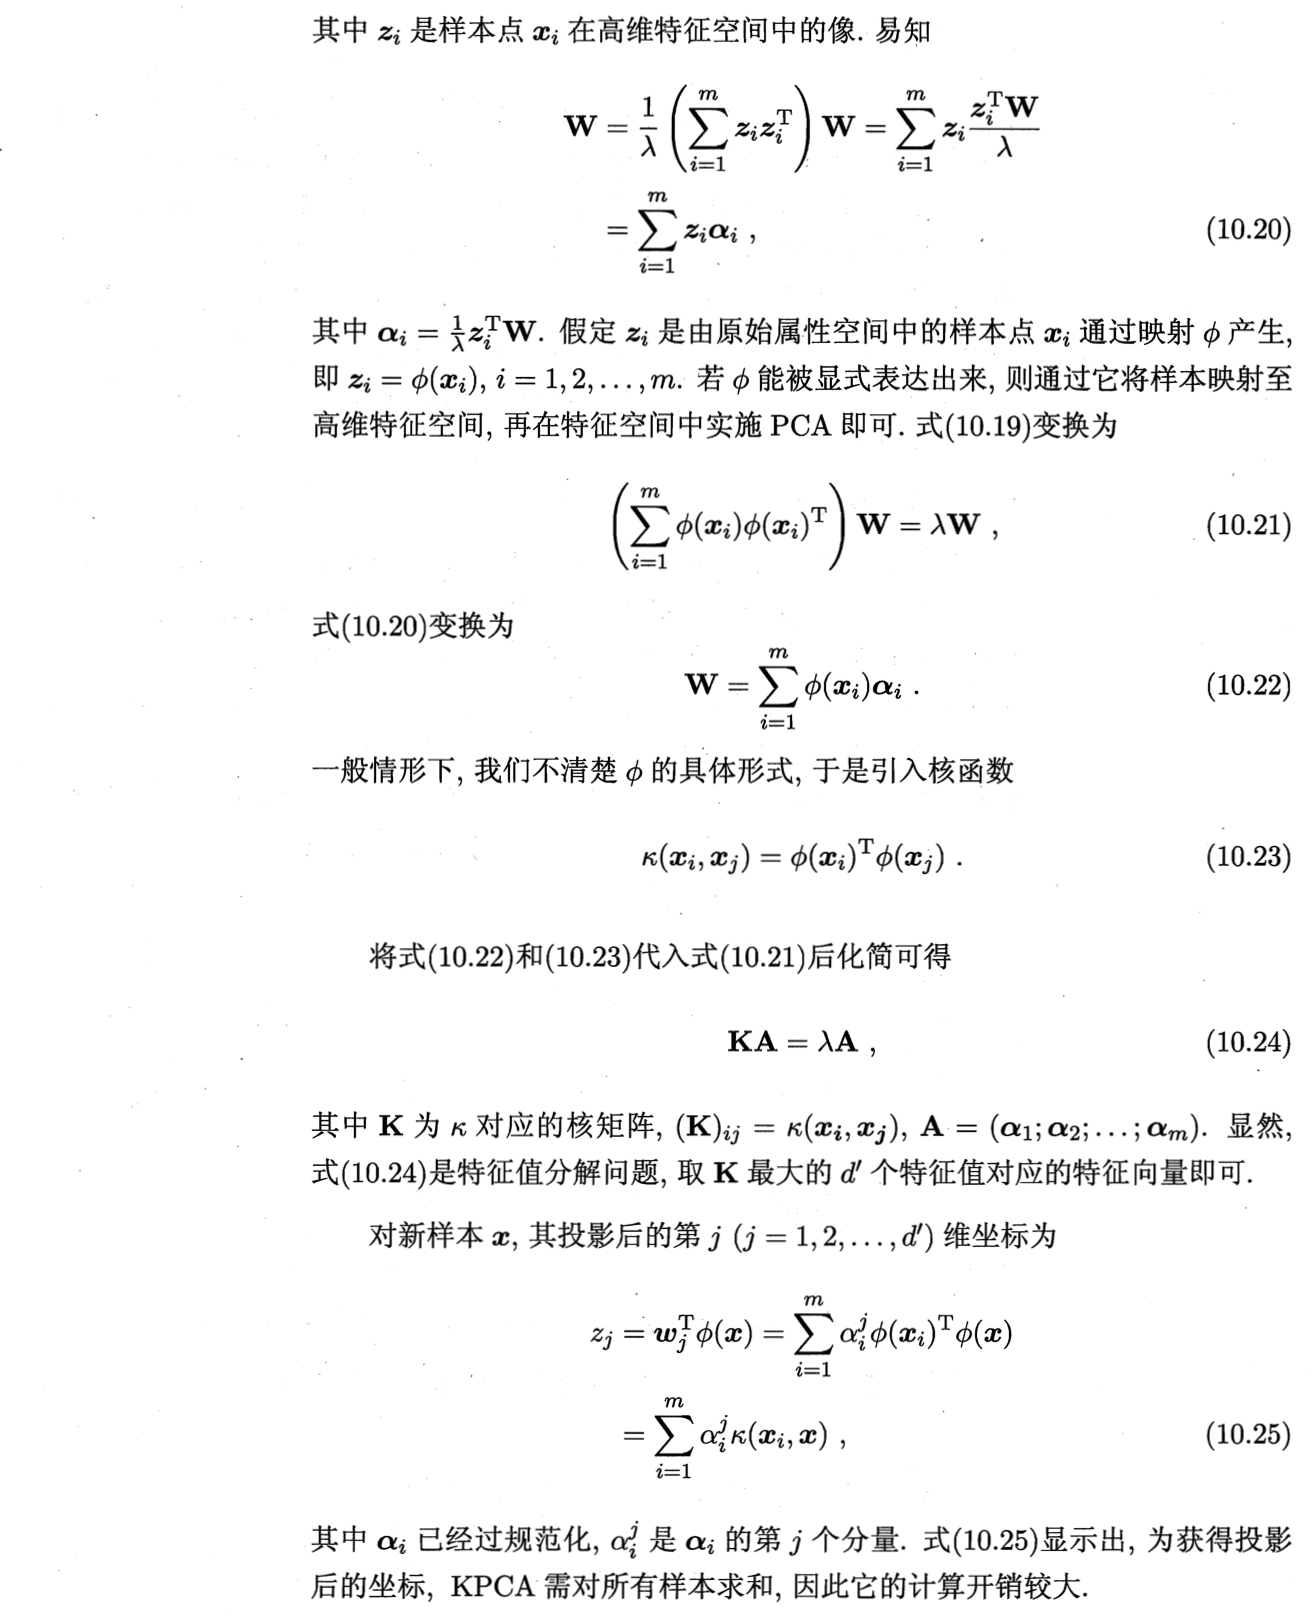 其中 𝒛ᵢ 是样本点 𝒙ᵢ 在高维特征空间中的像. 易知
$\mathbf{W} = \frac{1}{\lambda} \left( \sum_{i=1}^{m} \boldsymbol{z}_i \boldsymbol{z}_i^{\mathrm{T}} \right) \mathbf{W} = \sum_{i=1}^{m} \boldsymbol{z}_i \frac{\boldsymbol{z}_i^{\mathrm{T}} \mathbf{W}}{\lambda}$
$= \sum_{i=1}^{m} \boldsymbol{z}_i \boldsymbol{\alpha}_i$ , (10.20)
其中 $\boldsymbol{\alpha}_i = \frac{1}{\lambda} \boldsymbol{z}_i^{\mathrm{T}} \mathbf{W}$. 假定 $\boldsymbol{z}_i$ 是由原始属性空间中的样本点 $\boldsymbol{x}_i$ 通过映射 $\phi$ 产生,
即 $\boldsymbol{z}_i = \phi(\boldsymbol{x}_i)$, $i = 1, 2, \ldots, m$. 若 $\phi$ 能被显式表达出来, 则通过它将样本映射至
高维特征空间, 再在特征空间中实施 PCA 即可. 式(10.19)变换为
$\left( \sum_{i=1}^{m} \phi(\boldsymbol{x}_i) \phi(\boldsymbol{x}_i)^{\mathrm{T}} \right) \mathbf{W} = \lambda \mathbf{W}$ , (10.21)
式(10.20)变换为
$\mathbf{W} = \sum_{i=1}^{m} \phi(\boldsymbol{x}_i) \boldsymbol{\alpha}_i$ . (10.22)
一般情形下, 我们不清楚 $\phi$ 的具体形式, 于是引入核函数
$\kappa(\boldsymbol{x}_i, \boldsymbol{x}_j) = \phi(\boldsymbol{x}_i)^{\mathrm{T}} \phi(\boldsymbol{x}_j)$ . (10.23)
将式(10.22)和(10.23)代入式(10.21)后化简可得
$\mathbf{K}\mathbf{A} = \lambda \mathbf{A}$ , (10.24)
其中 $\mathbf{K}$ 为 $\kappa$ 对应的核矩阵, $(\mathbf{K})_{ij} = \kappa(\boldsymbol{x}_i, \boldsymbol{x}_j)$, $\mathbf{A} = (\boldsymbol{\alpha}_1; \boldsymbol{\alpha}_2; \ldots; \boldsymbol{\alpha}_m)$. 显然,
式(10.24)是特征值分解问题, 取 $\mathbf{K}$ 最大的 $d'$ 个特征值对应的特征向量即可.
对新样本 $\boldsymbol{x}$, 其投影后的第 $j$ $(j = 1, 2, \ldots, d')$ 维坐标为
$z_j = \boldsymbol{w}_j^{\mathrm{T}} \phi(\boldsymbol{x}) = \sum_{i=1}^{m} \alpha_i^j \phi(\boldsymbol{x}_i)^{\mathrm{T}} \phi(\boldsymbol{x})$
$= \sum_{i=1}^{m} \alpha_i^j \kappa(\boldsymbol{x}_i, \boldsymbol{x})$ , (10.25)
其中 $\boldsymbol{\alpha}_i$ 已经过规范化, $\alpha_i^j$ 是 $\boldsymbol{\alpha}_i$ 的第 $j$ 个分量. 式(10.25)显示出, 为获得投影
后的坐标, KPCA 需对所有样本求和, 因此它的计算开销较大.